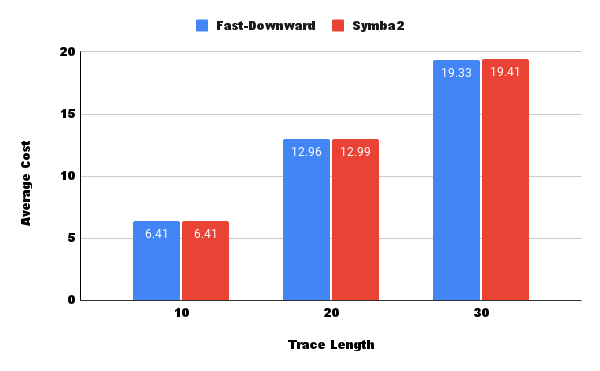 Fast-Downward Symba2
20
15
10
5
0
Average Cost
6.41 6.41
12.96 12.99
19.33 19.41
10 20 30
Trace Length